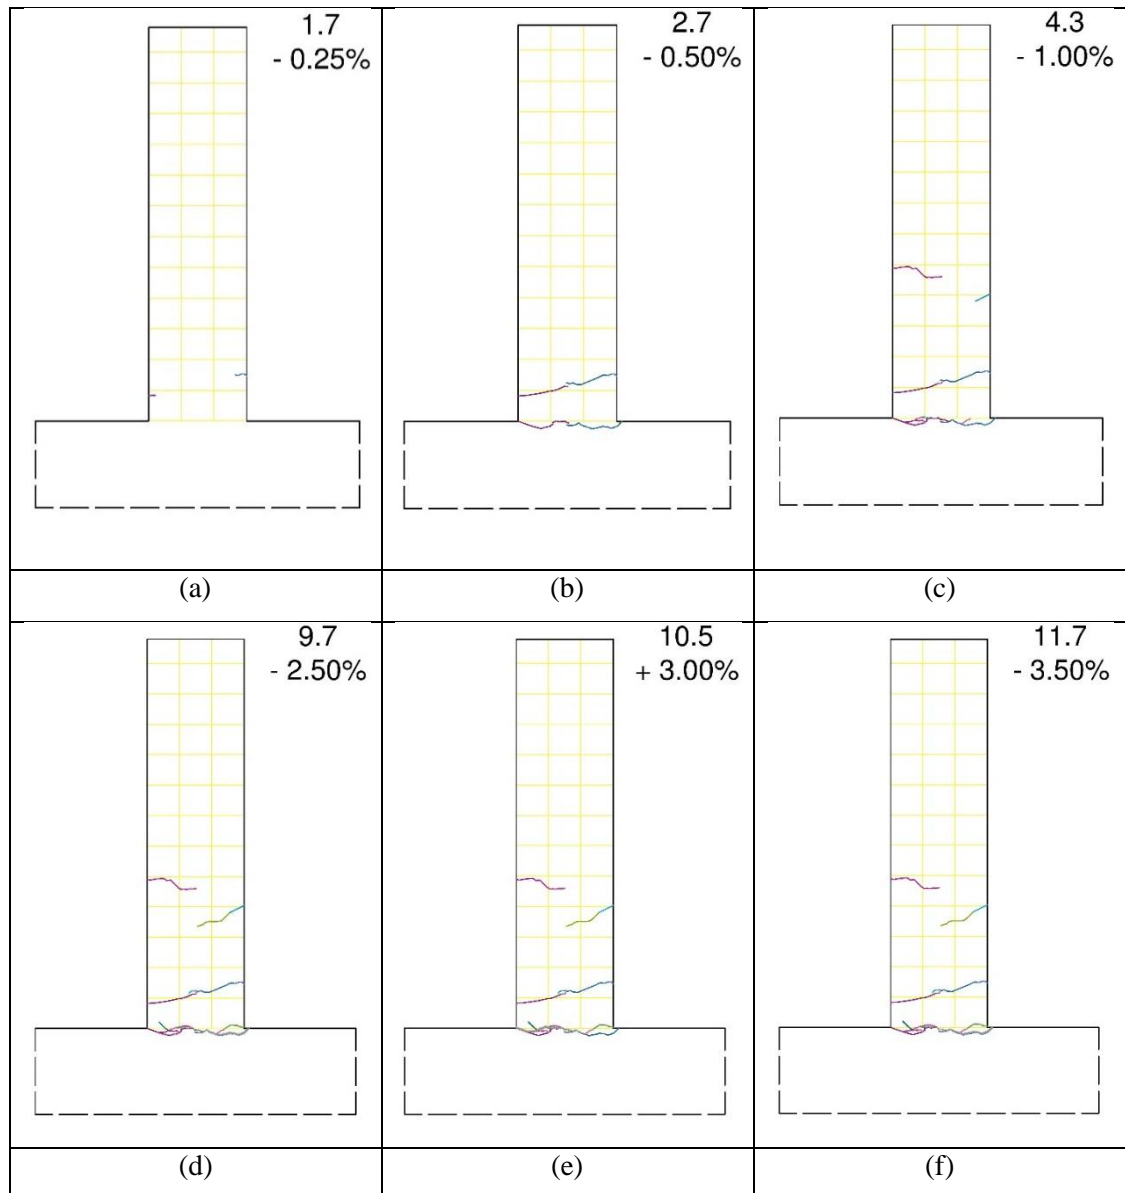 1.7
- 0.25%
2.7
- 0.50%
4.3
- 1.00%
(a)
(b)
(c)
9.7
- 2.50%
10.5
+ 3.00%
11.7
- 3.50%
(d)
(e)
(f)